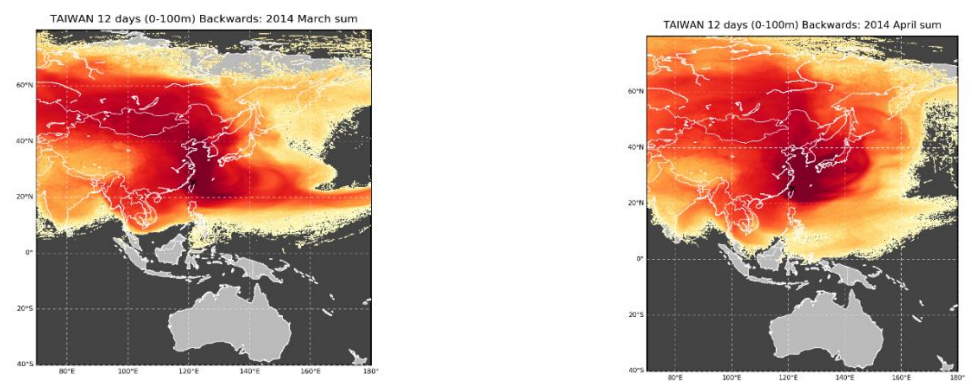 TAIWAN 12 days (0-100m) Backwards: 2014 March sum
60°N
40°N
20°N
0°
20°S
40°S
80°E
100°E
120°E
140°E
160°E
180°
TAIWAN 12 days (0-100m) Backwards: 2014 April sum
60°N
40°N
20°N
0°
20°S
40°S
80°E
100°E
120°E
140°E
160°E
180°